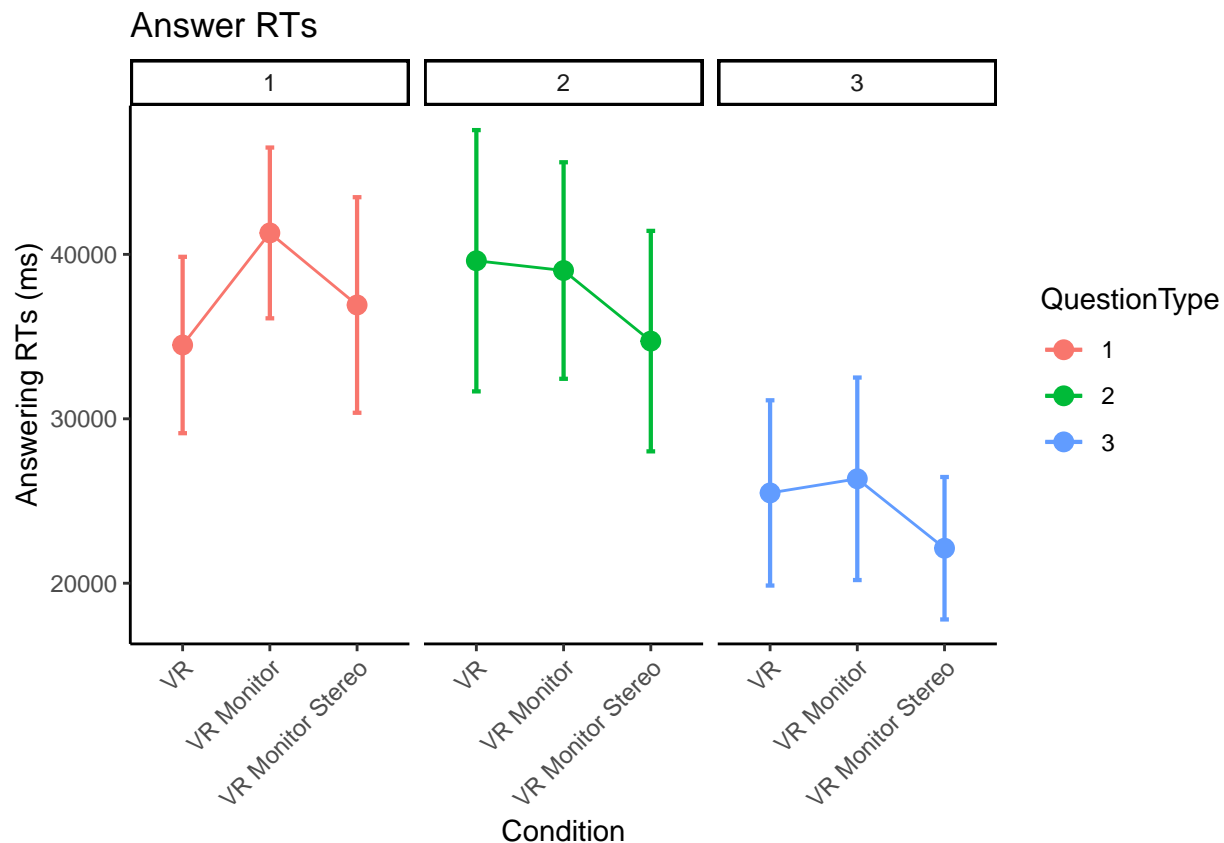 Answer RTs
1
2
3
Answering RTs (ms)
40000
30000
20000
VR
VR Monitor
VR Monitor Stereo
VR
VR Monitor
VR Monitor Stereo
VR
VR Monitor
VR Monitor Stereo
Condition
QuestionType
1
2
3